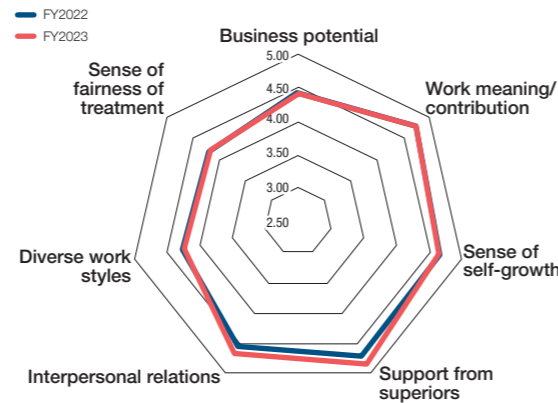 FY2022
FY2023
Business potential
5.00
4.50
4.00
3.50
3.00
2.50
Work meaning/
contribution
Sense of
self-growth
Support from
superiors
Interpersonal relations
Diverse work
styles
Sense of
fairness of
treatment